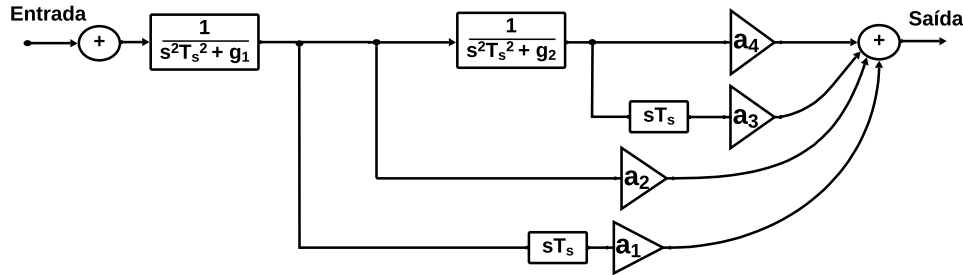 Entrada
+
1
s²Tₛ² + g₁
1
s²Tₛ² + g₂
a₄
+
Saída
sTₛ
a₃
a₂
sTₛ
a₁